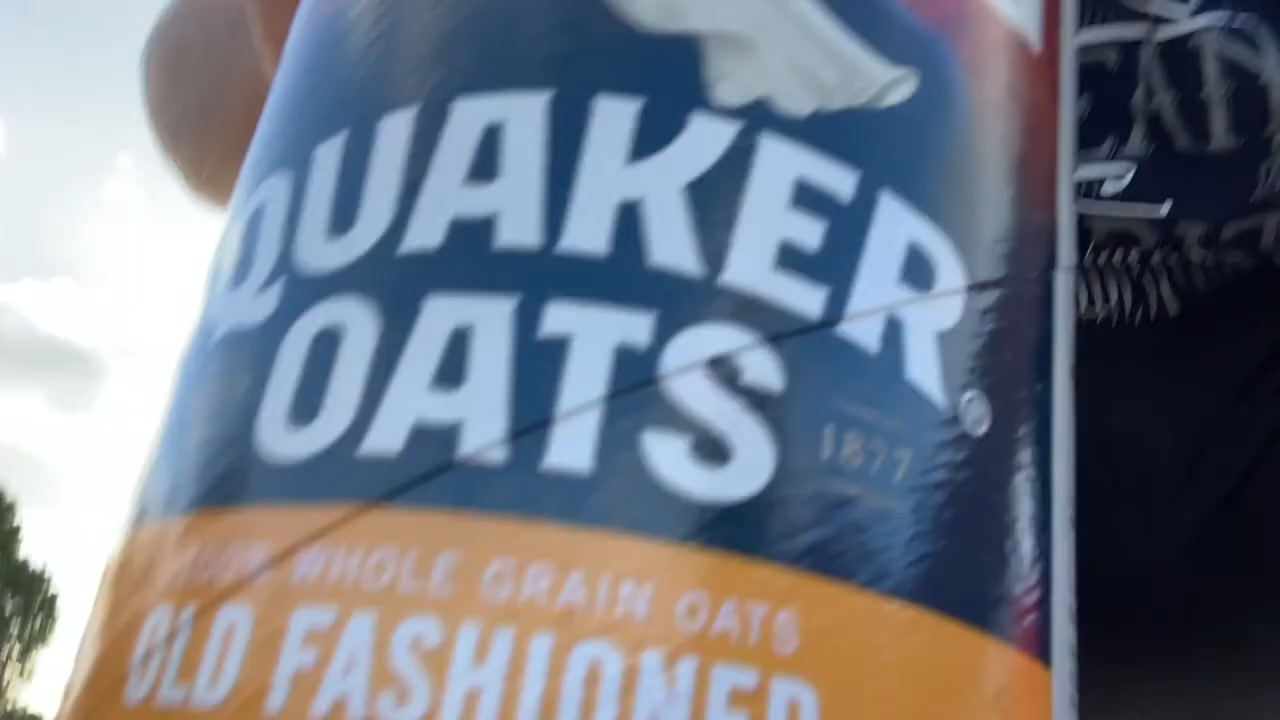 QUAKER
OATS
®
1877
WHOLE GRAIN OATS
OLD FASHIONED